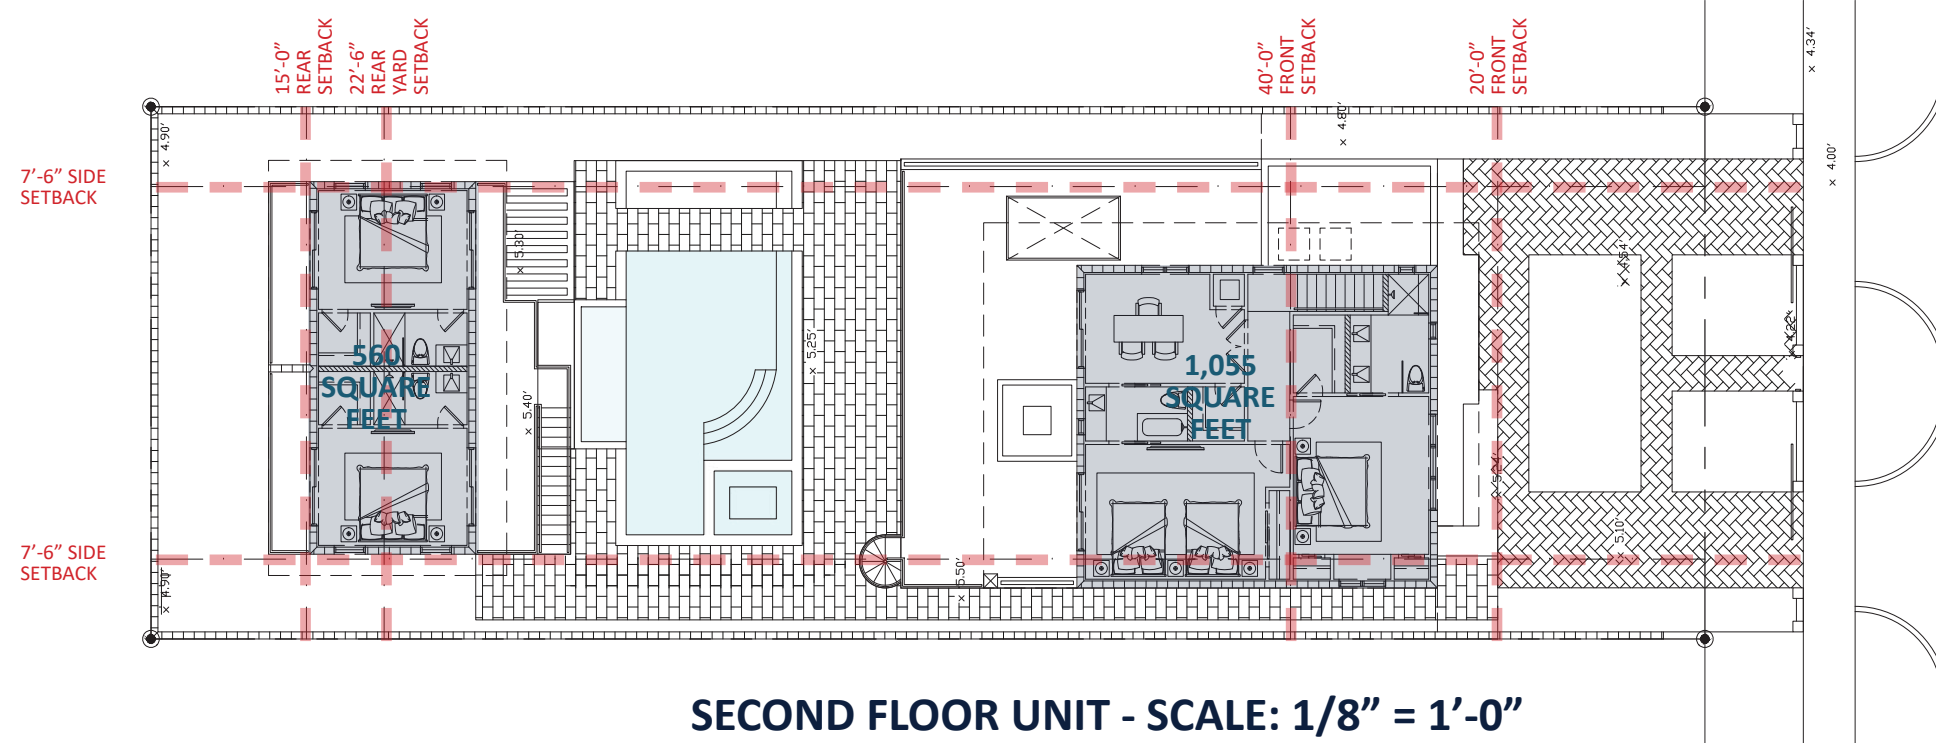 15’-0”
REAR
SETBACK
22’-6”
REAR
YARD
SETBACK
40’-0”
FRONT
SETBACK
20’-0”
FRONT
SETBACK
× 4.34’
× 4.90’
× 4.80’
× 4.00’
7’-6” SIDE
SETBACK
× 5.30’
× 5.25’
560
SQUARE
FEET
1,055
SQUARE
FEET
× 5.40’
× 5.24’
× 5.10’
× 5.50’
7’-6” SIDE
SETBACK
× 4.90’
SECOND FLOOR UNIT - SCALE: 1/8” = 1’-0”